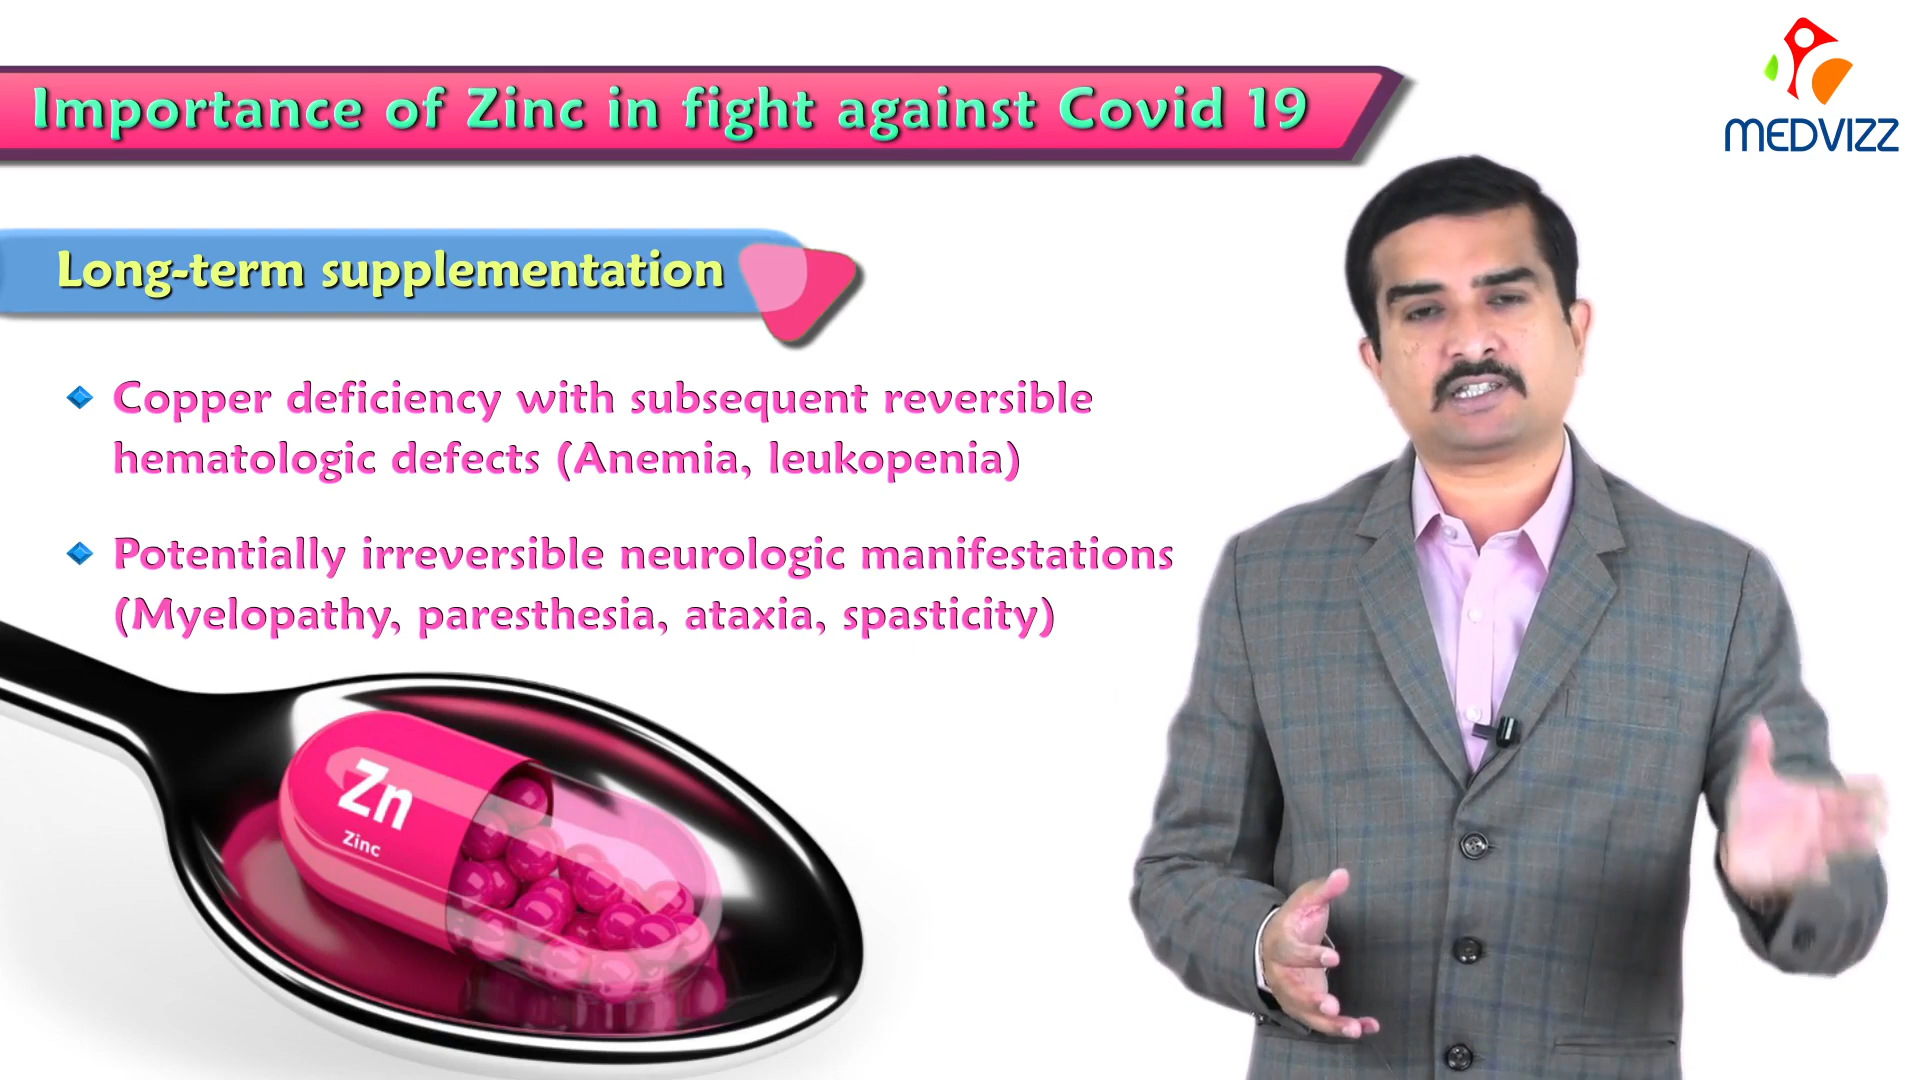 Importance of Zinc in fight against Covid 19
MEDVIZZ
Long-term supplementation
Copper deficiency with subsequent reversible
hematologic defects (Anemia, leukopenia)
Potentially irreversible neurologic manifestations
(Myelopathy, paresthesia, ataxia, spasticity)
Zn
Zinc